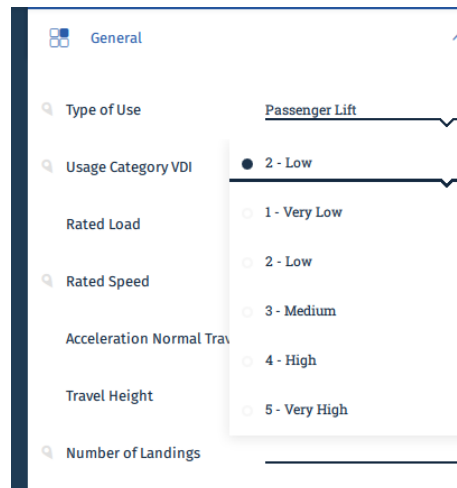 General
Type of Use
Passenger Lift
Usage Category VDI
2 - Low
1 - Very Low
Rated Load
2 - Low
Rated Speed
3 - Medium
Acceleration Normal Trav
4 - High
Travel Height
5 - Very High
Number of Landings